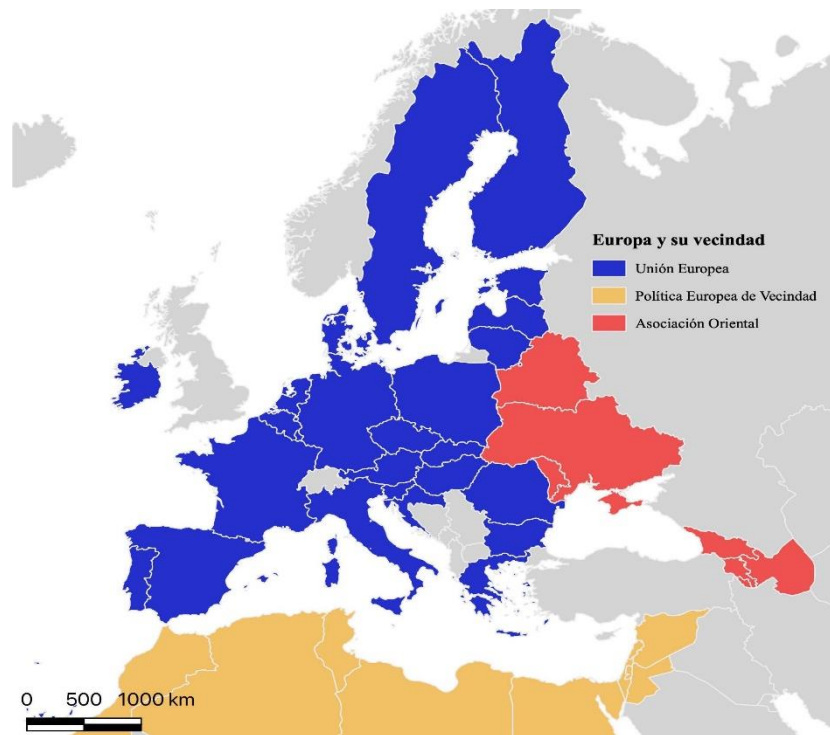 Europa y su vecindad
Unión Europea
Política Europea de Vecindad
Asociación Oriental
0 500 1000 km